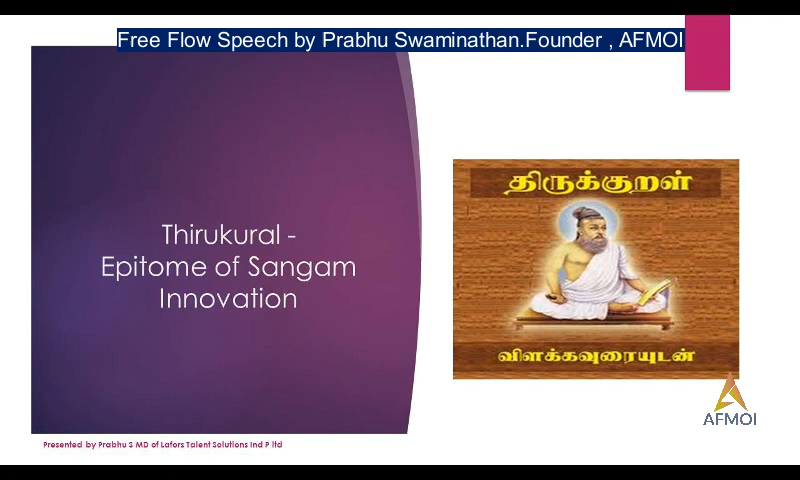 Free Flow Speech by Prabhu Swaminathan.Founder , AFMOI
Thirukural -
Epitome of Sangam
Innovation
திருக்குறள்
விளக்கவுரையுடன்
AFMOI
Presented by Prabhu S MD of Lafors Talent Solutions Ind P ltd